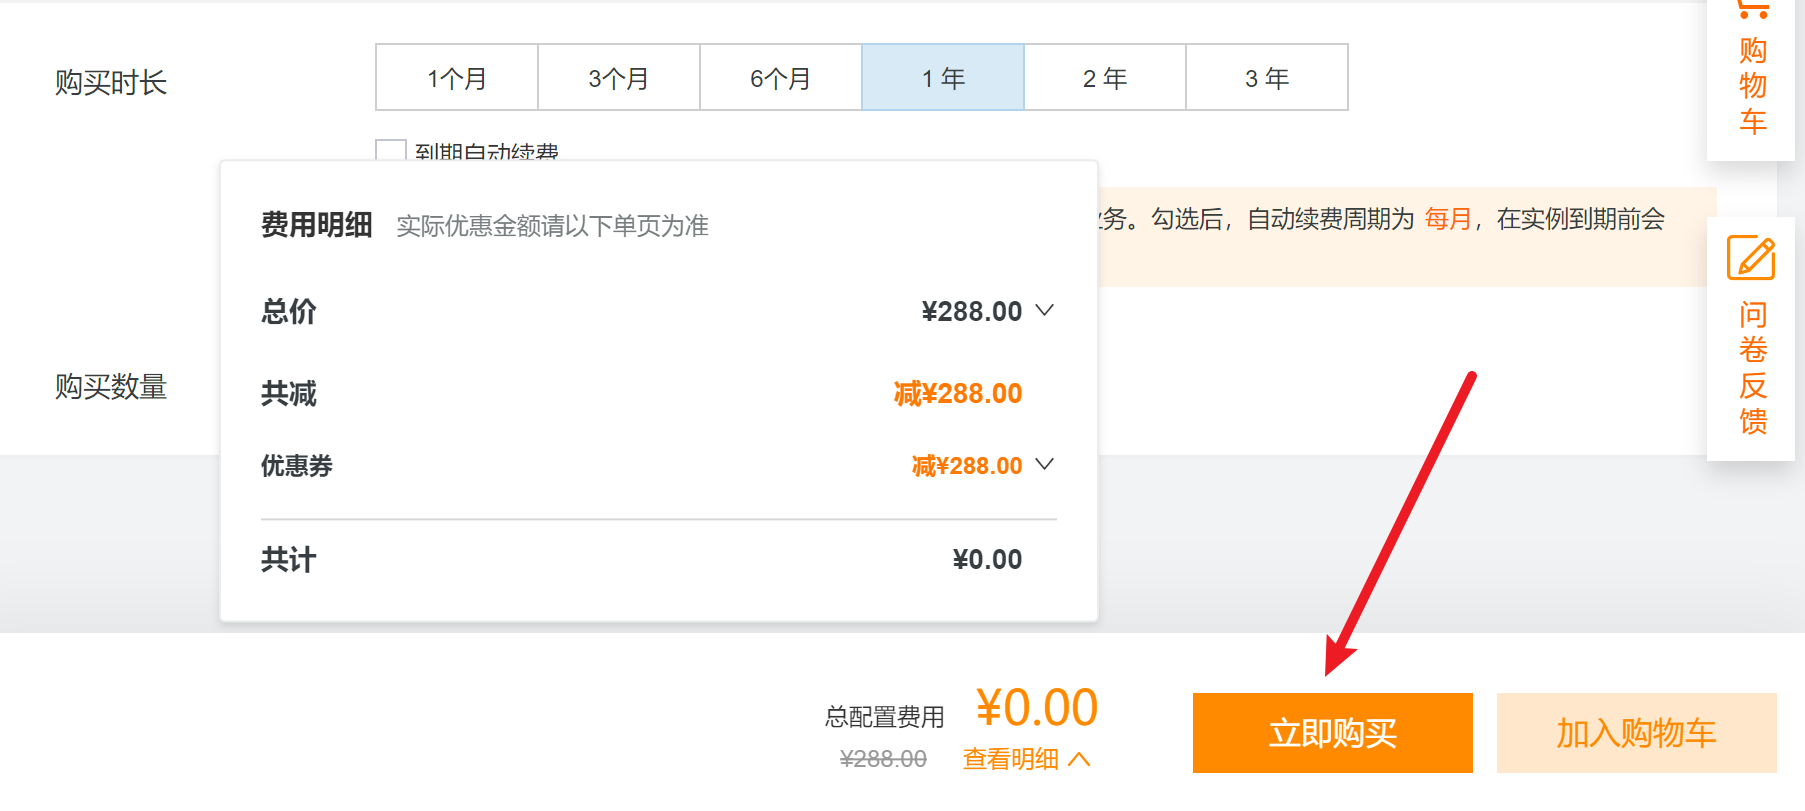 购买时长
1个月
3个月
6个月
1 年
2 年
3 年
到期自动续费
务。勾选后，自动续费周期为 每月，在实例到期前会
费用明细 实际优惠金额请以下单页为准
总价 ¥288.00
共减 减¥288.00
优惠券 减¥288.00
共计 ¥0.00
购买数量
总配置费用 ¥0.00
¥288.00 查看明细
立即购买
加入购物车
购物车
问卷反馈